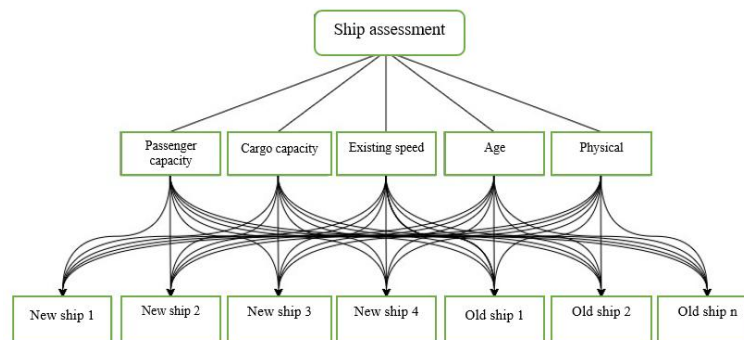 Ship assessment
Passenger
capacity
Cargo capacity
Existing speed
Age
Physical
New ship 1
New ship 2
New ship 3
New ship 4
Old ship 1
Old ship 2
Old ship n